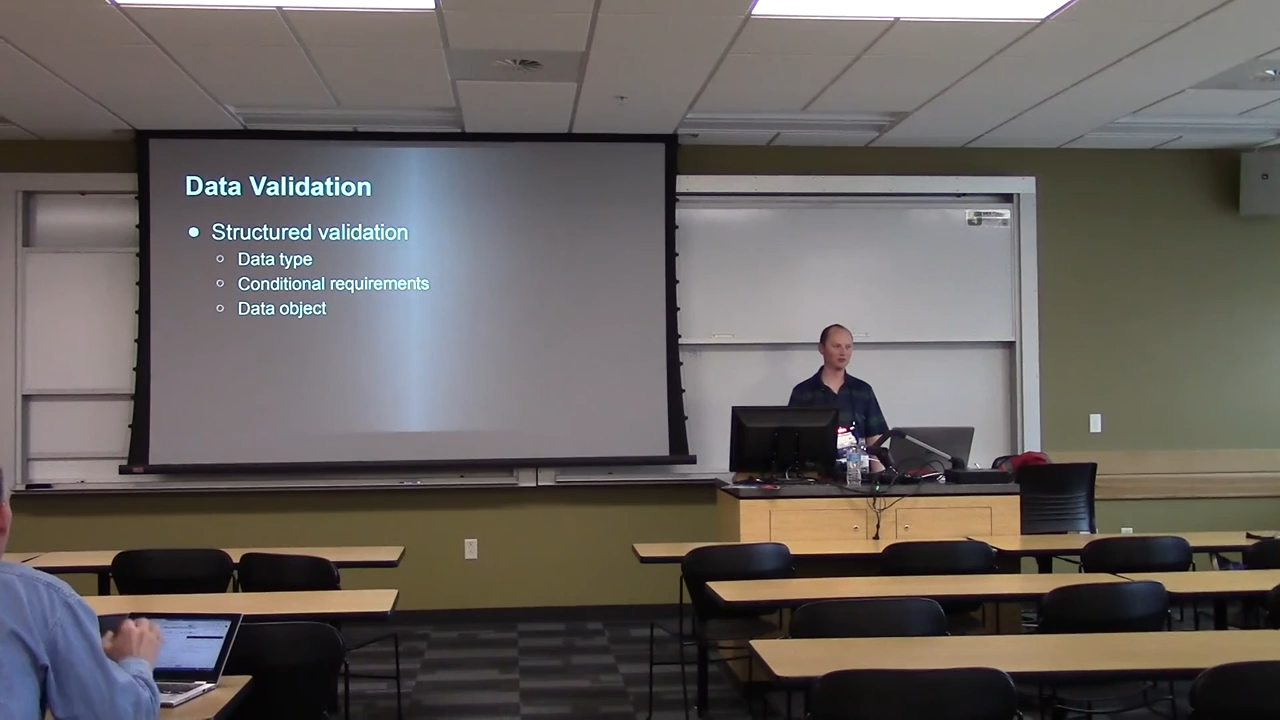 Data Validation
● Structured validation
○ Data type
○ Conditional requirements
○ Data object